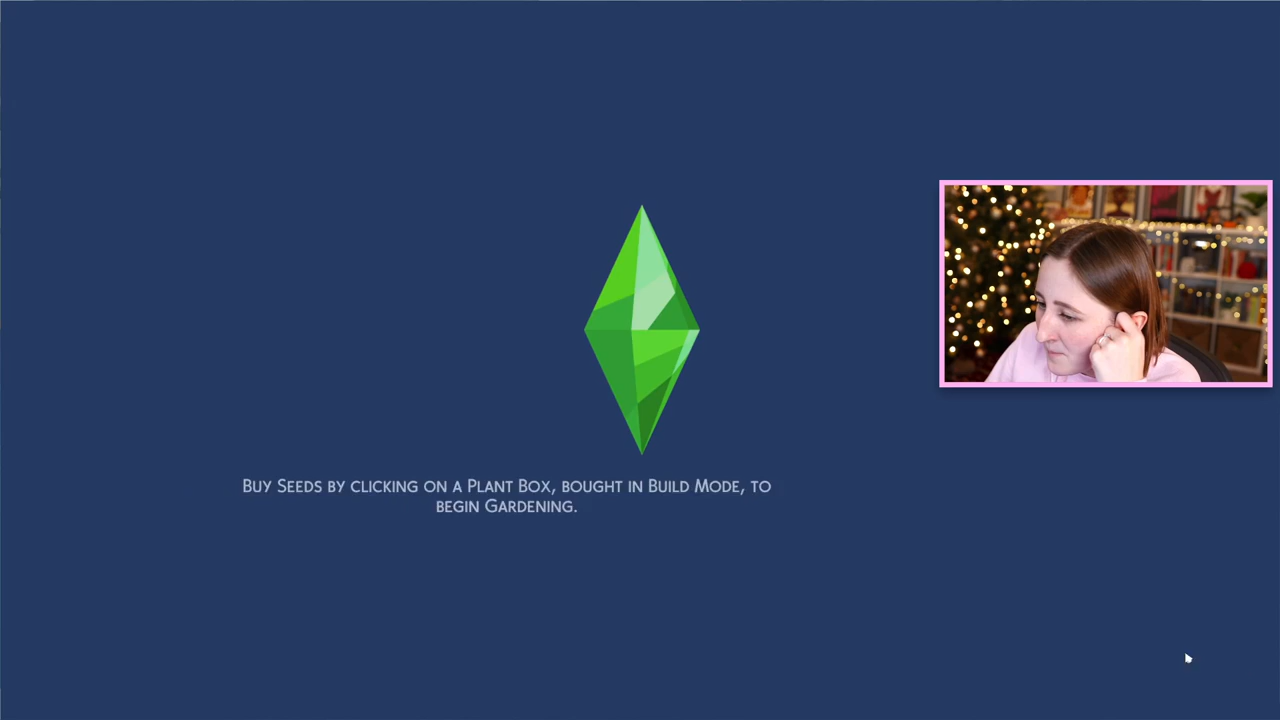 Buy Seeds by clicking on a Plant Box, bought in Build Mode, to
begin Gardening.